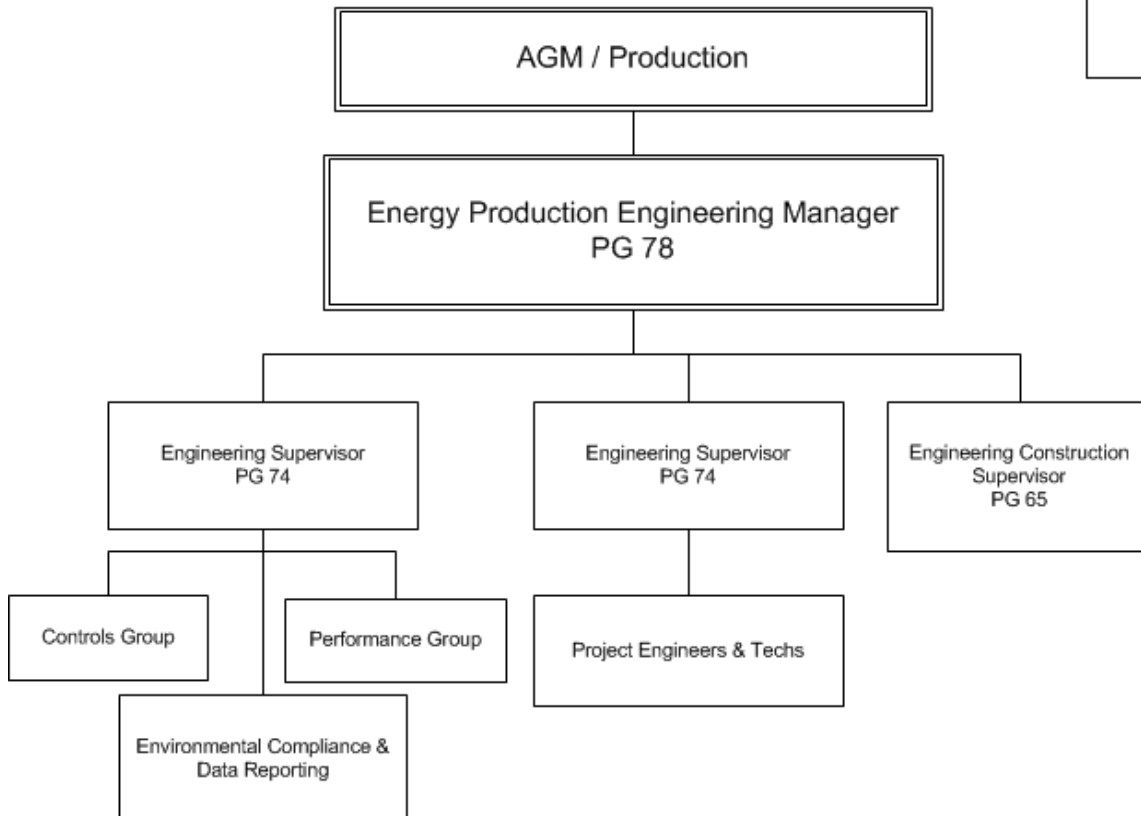 AGM / Production
Energy Production Engineering Manager
PG 78
Engineering Supervisor
PG 74
Engineering Supervisor
PG 74
Engineering Construction
Supervisor
PG 65
Controls Group
Performance Group
Project Engineers & Techs
Environmental Compliance &
Data Reporting